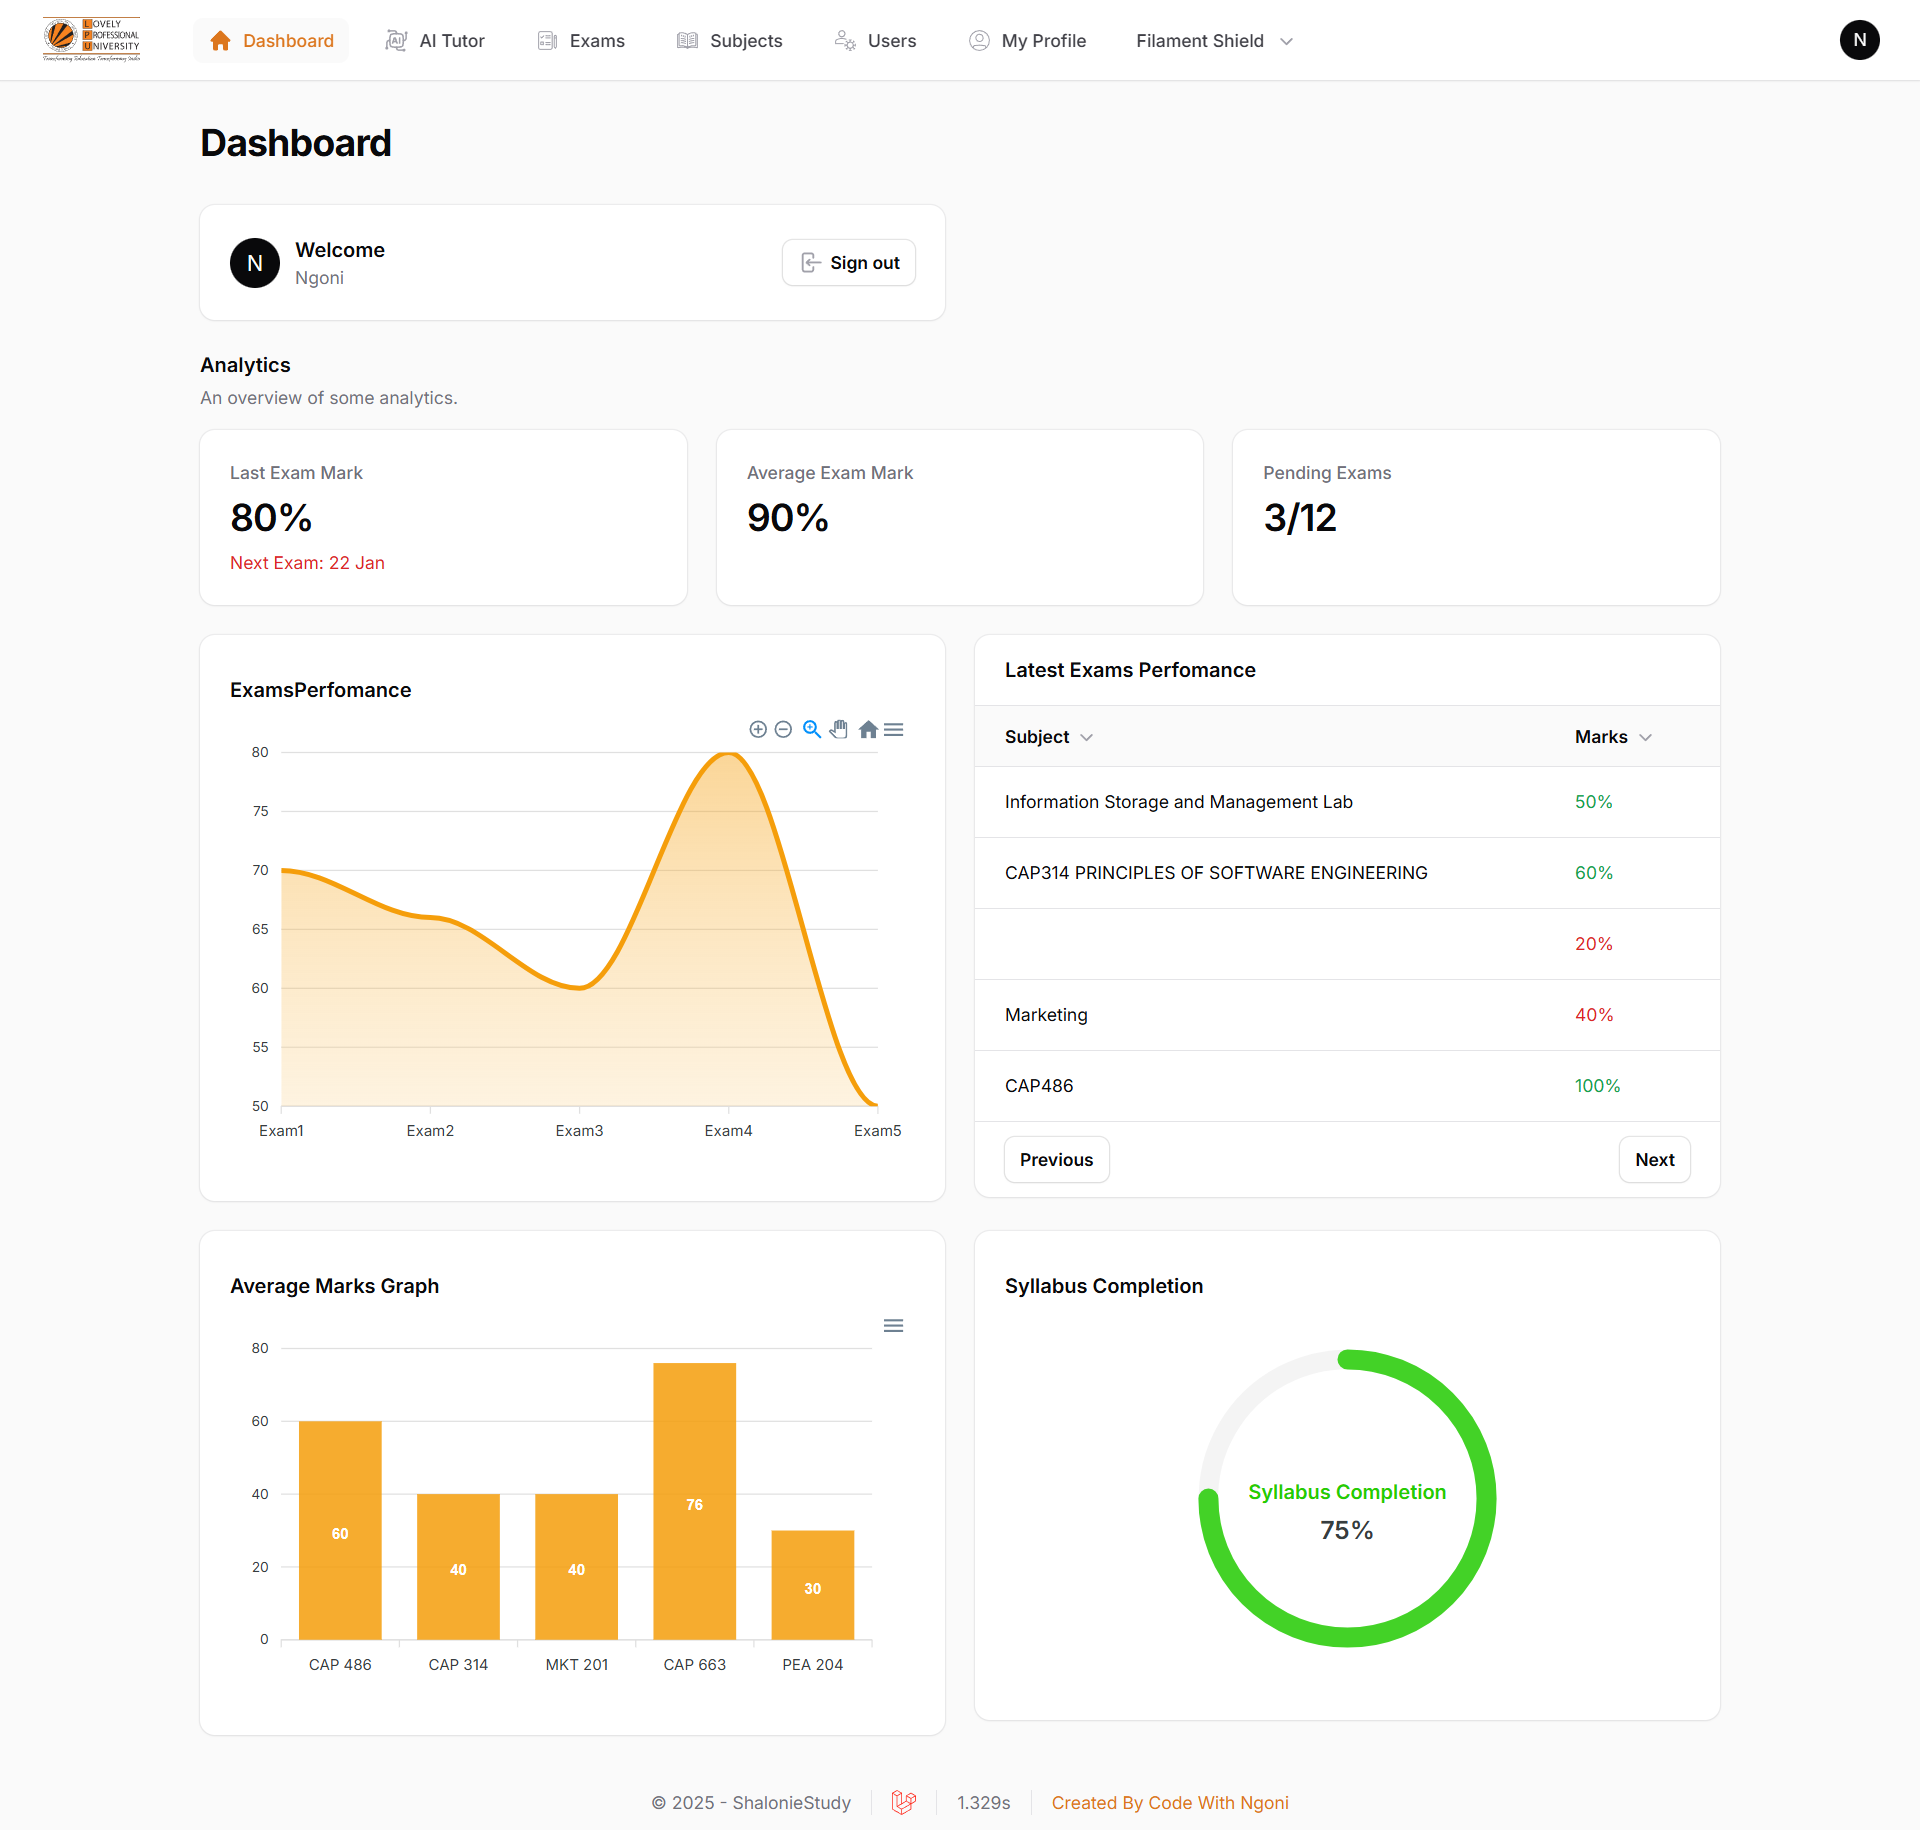 LOVELY
PROFESSIONAL
UNIVERSITY
Transforming Education Transforming India
Dashboard
AI Tutor
Exams
Subjects
Users
My Profile
Filament Shield
N
Dashboard
N
Welcome
Ngoni
Sign out
Analytics
An overview of some analytics.
Last Exam Mark
80%
Next Exam: 22 Jan
Average Exam Mark
90%
Pending Exams
3/12
ExamsPerfomance
80
75
70
65
60
55
50
Exam1
Exam2
Exam3
Exam4
Exam5
Latest Exams Perfomance
Subject
Marks
Information Storage and Management Lab
50%
CAP314 PRINCIPLES OF SOFTWARE ENGINEERING
60%
20%
Marketing
40%
CAP486
100%
Previous
Next
Average Marks Graph
80
60
40
20
0
60
40
40
76
30
CAP 486
CAP 314
MKT 201
CAP 663
PEA 204
Syllabus Completion
Syllabus Completion
75%
© 2025 - ShalonieStudy
1.329s
Created By Code With Ngoni